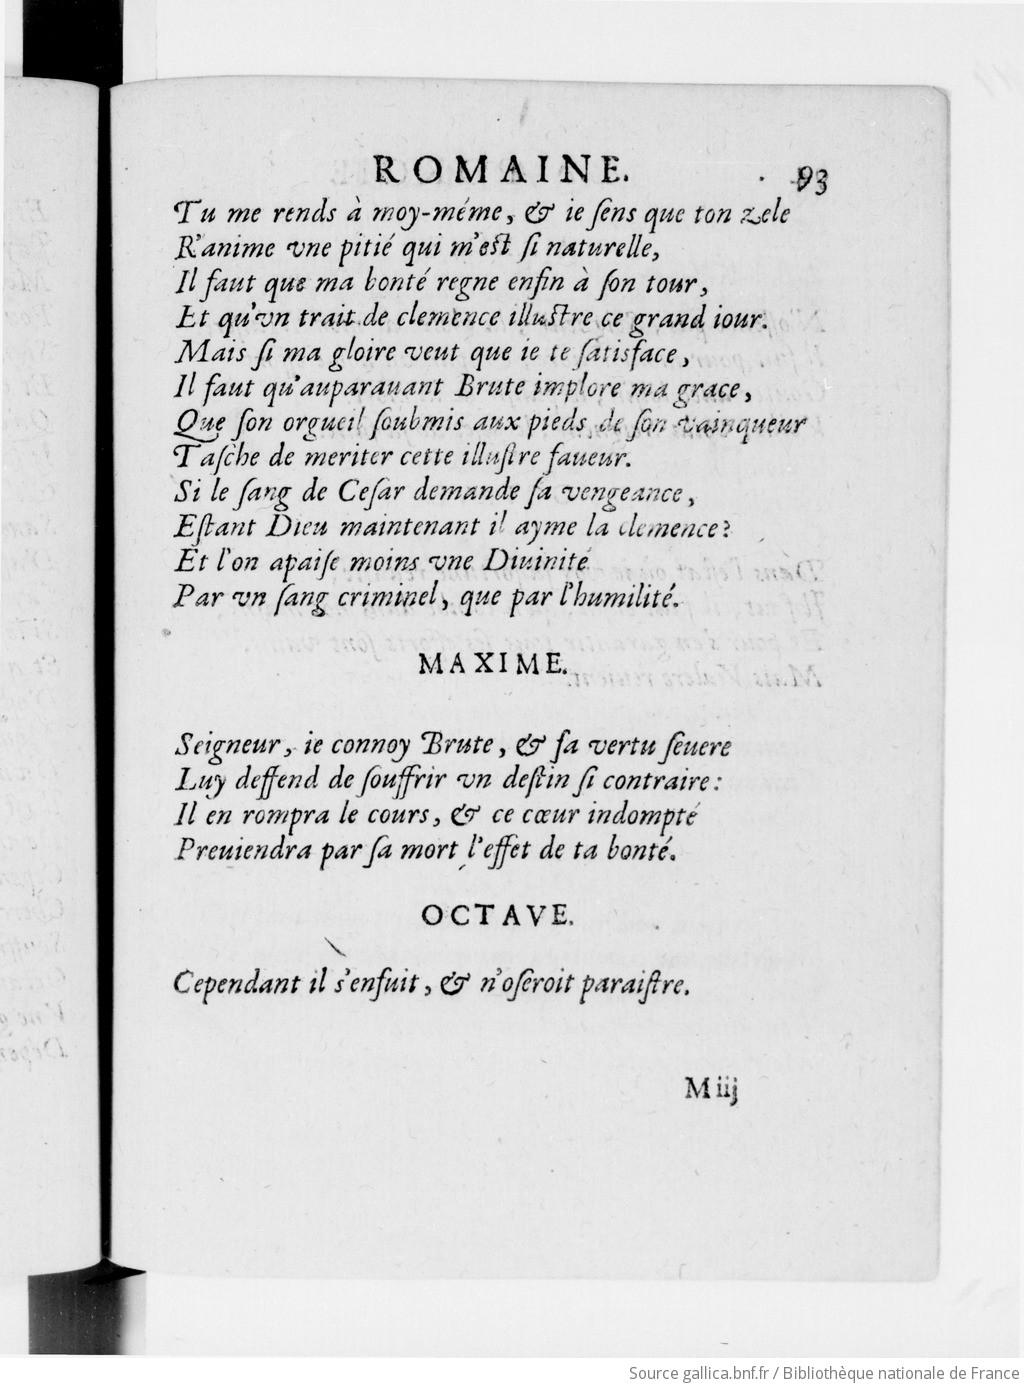 ROMAINE. 93
Tu me rends à moy-méme, & ie ſens que ton zele
R'anime vne pitié qui m'eſt ſi naturelle,
Il faut que ma bonté regne enfin à ſon tour,
Et qu'vn trait de clemence illuſtre ce grand iour.
Mais ſi ma gloire veut que ie te ſatisface,
Il faut qu'auparauant Brute implore ma grace,
Que ſon orgueil ſoubmis aux pieds de ſon vainqueur
Taſche de meriter cette illuſtre faueur.
Si le ſang de Ceſar demande ſa vengeance,
Eſtant Dieu maintenant il ayme la clemence?
Et l'on apaiſe moins vne Diuinité
Par vn ſang criminel, que par l'humilité.
MAXIME.
Seigneur, ie connoy Brute, & ſa vertu ſeuere
Luy deffend de ſouffrir vn deſtin ſi contraire:
Il en rompra le cours, & ce cœur indompté
Preuiendra par ſa mort l'effet de ta bonté.
OCTAVE.
Cependant il s'enfuit, & n'oſeroit paraiſtre.
M iij
Source gallica.bnf.fr / Bibliothèque nationale de France